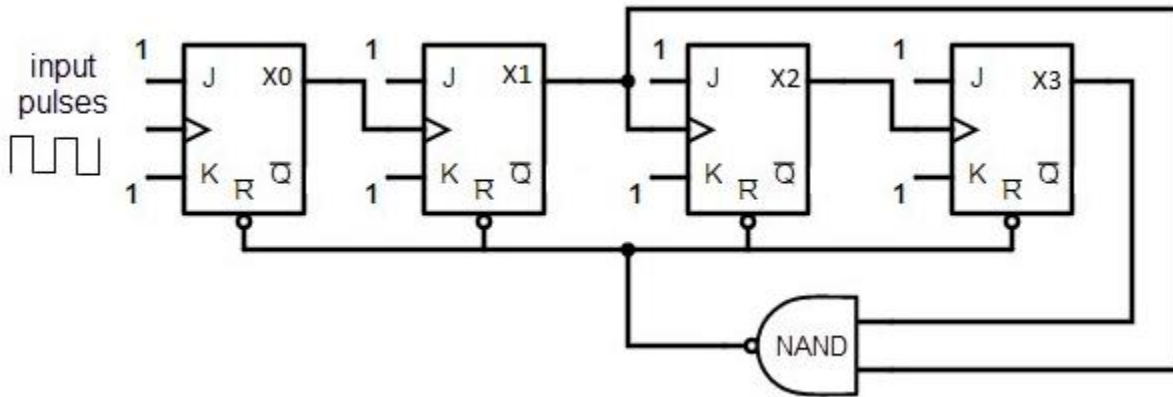 1 1 1 1
input pulses
J X0 J X1 J X2 J X3
K R̅ Q̅ K R̅ Q̅ K R̅ Q̅ K R̅ Q̅
1 1 1 1
NAND